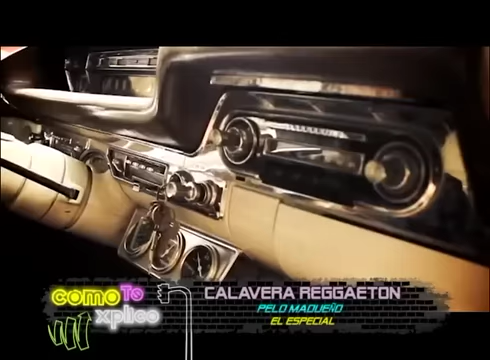 como Te
xplico
CALAVERA REGGAETON
PELO MADUEÑO
EL ESPECIAL